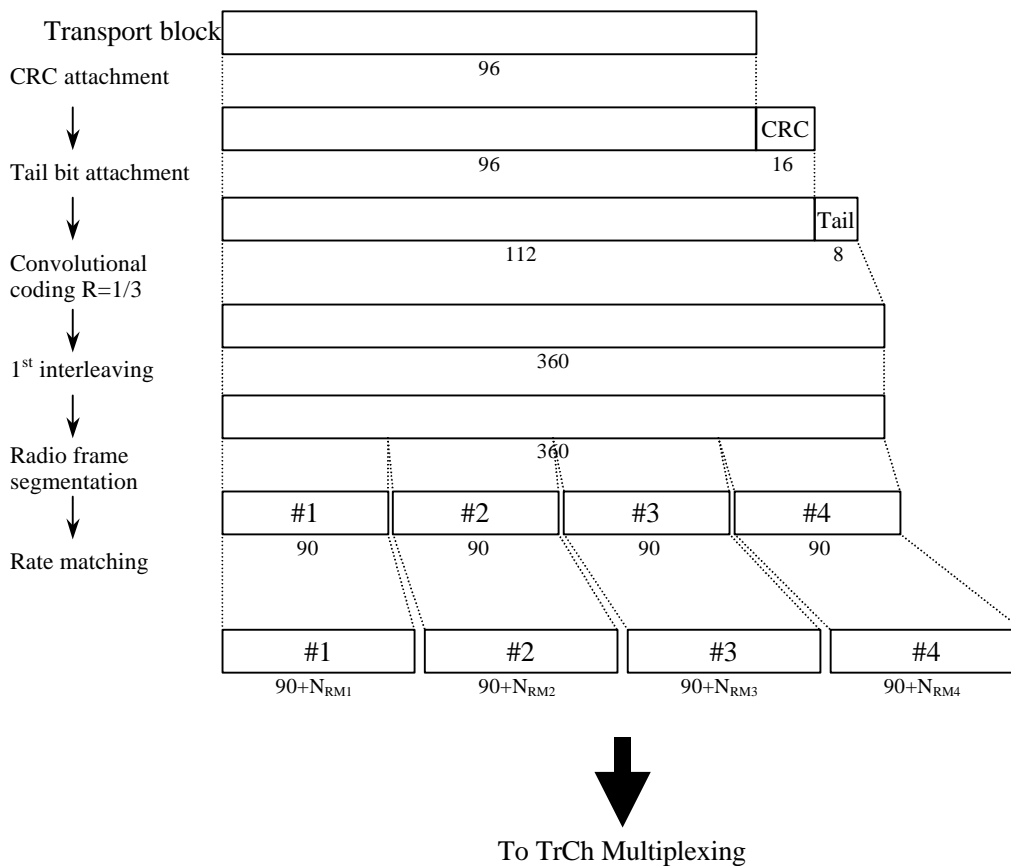 Transport block
96
CRC attachment
CRC
96 16
Tail bit attachment
Tail
112 8
Convolutional
coding R=1/3
360
1st interleaving
360
Radio frame
segmentation
#1 #2 #3 #4
90 90 90 90
Rate matching
#1 #2 #3 #4
90+NRM1 90+NRM2 90+NRM3 90+NRM4
To TrCh Multiplexing